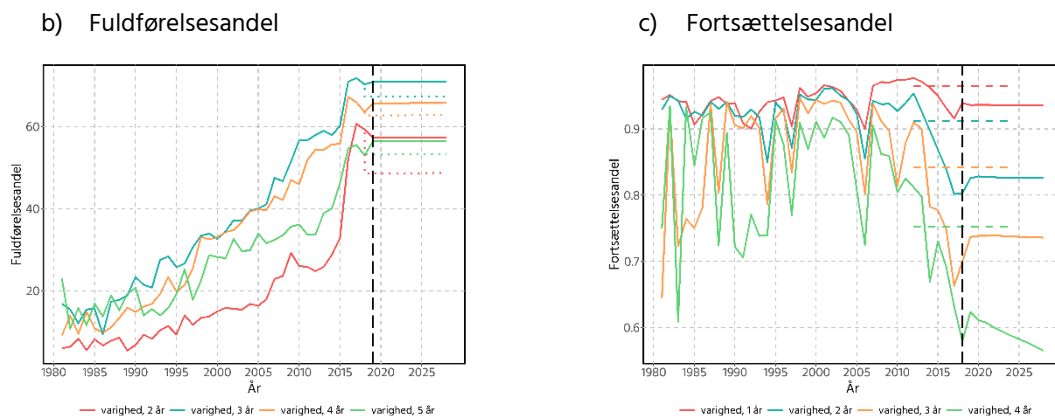 b) Fuldførelsesandel
Fuldførelsesandel
60
40
20
1980 1985 1990 1995 2000 2005 2010 2015 2020 2025
År
varighed, 2 år varighed, 3 år varighed, 4 år varighed, 5 år
c) Fortsættelsesandel
Fortsættelsesandel
0.9
0.8
0.7
0.6
1980 1985 1990 1995 2000 2005 2010 2015 2020 2025
År
varighed, 1 år varighed, 2 år varighed, 3 år varighed, 4 år